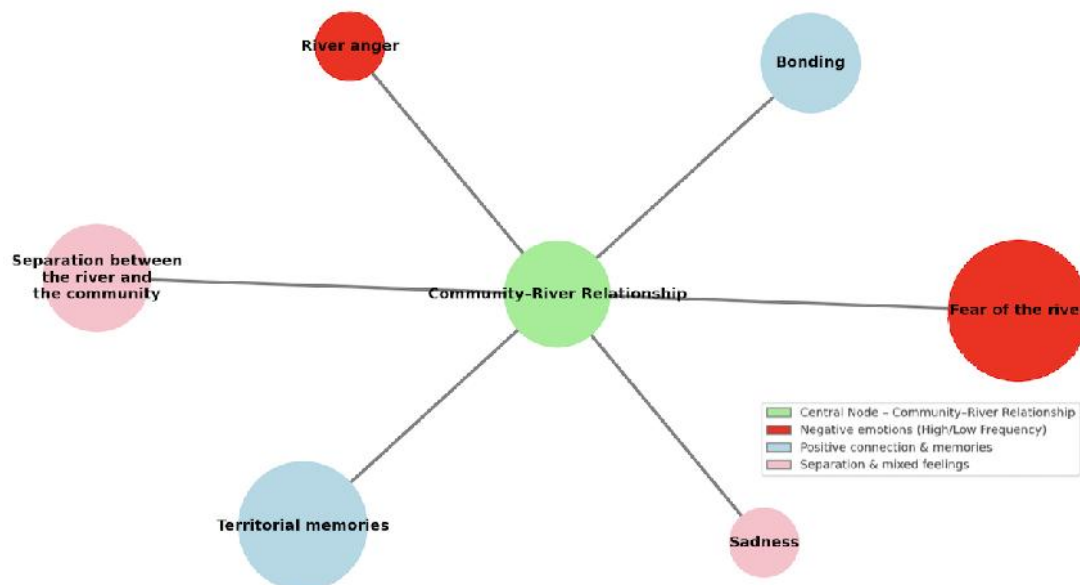 River anger
Bonding
Separation between
the river and
the community
Community–River Relationship
Fear of the rive
Central Node – Community–River Relationship
Negative emotions (High/Low Frequency)
Positive connection & memories
Separation & mixed feelings
Territorial memories
Sadness